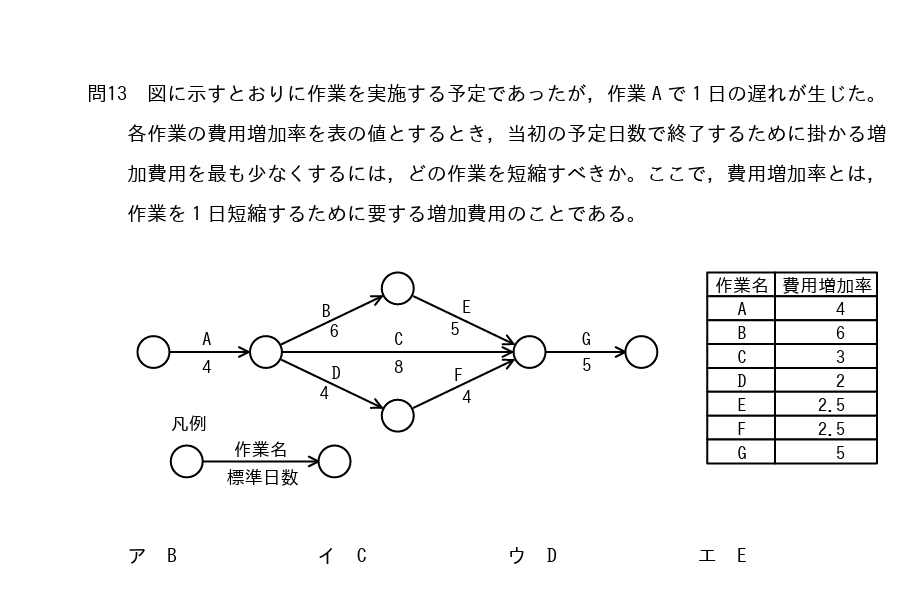 問13　図に示すとおりに作業を実施する予定であったが，作業Aで1日の遅れが生じた。
各作業の費用増加率を表の値とするとき，当初の予定日数で終了するために掛かる増
加費用を最も少なくするには，どの作業を短縮すべきか。ここで，費用増加率とは，
作業を1日短縮するために要する増加費用のことである。
A
4
B
6
E
5
C
8
D
4
F
4
G
5
凡例
作業名
標準日数
作業名 費用増加率
A 4
B 6
C 3
D 2
E 2.5
F 2.5
G 5
ア B イ C ウ D エ E